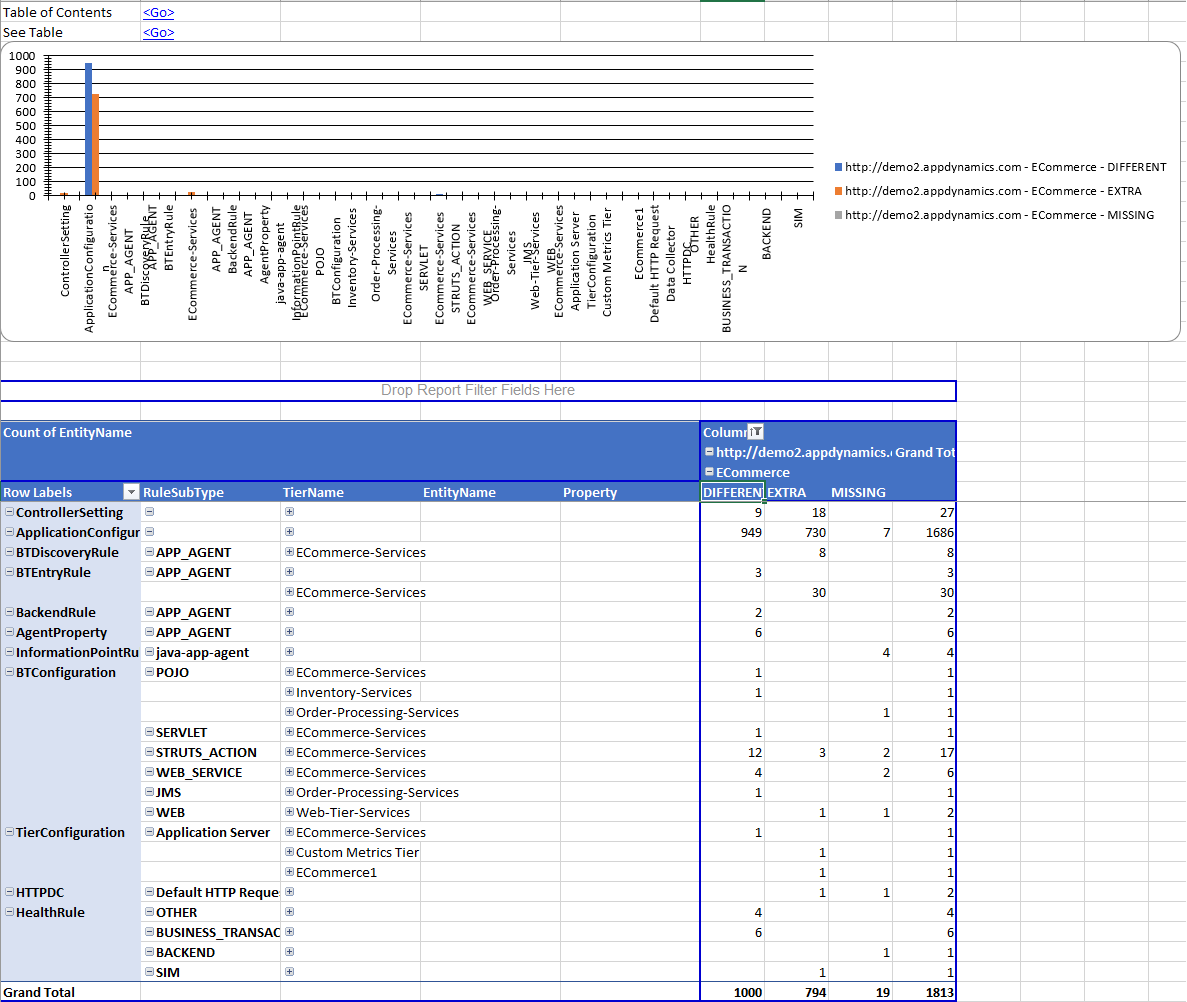 Table of Contents <Go>
See Table <Go>
1000
900
800
700
600
500
400
300
200
100
0
ControllerSetting
ApplicationConfiguratio
n
ECommerce-Services
APP_AGENT
BTDiscoveryRule
APP_AGENT
BTEntryRule
ECommerce-Services
APP_AGENT
BackendRule
APP_AGENT
AgentProperty
java-app-agent
InformationPointRule
ECommerce-Services
POJO
BTConfiguration
Inventory-Services
Order-Processing-
Services
ECommerce-Services
SERVLET
ECommerce-Services
STRUTS_ACTION
ECommerce-Services
WEB_SERVICE
Order-Processing-
Services
JMS
Web-Tier-Services
WEB
ECommerce-Services
Application Server
TierConfiguration
Custom Metrics Tier
ECommerce1
Default HTTP Request
Data Collector
HTTPDC
OTHER
HealthRule
BUSINESS_TRANSACTIO
N
BACKEND
SIM
http://demo2.appdynamics.com - ECommerce - DIFFERENT
http://demo2.appdynamics.com - ECommerce - EXTRA
http://demo2.appdynamics.com - ECommerce - MISSING
Drop Report Filter Fields Here
Count of EntityName Colum
http://demo2.appdynamics. Grand Tot
ECommerce
Row Labels RuleSubType TierName EntityName Property DIFFEREN EXTRA MISSING
ControllerSetting 9 18 27
ApplicationConfigur 949 730 7 1686
BTDiscoveryRule APP_AGENT ECommerce-Services 8 8
BTEntryRule APP_AGENT 3 3
ECommerce-Services 30 30
BackendRule APP_AGENT 2 2
AgentProperty APP_AGENT 6 6
InformationPointRu java-app-agent 4 4
BTConfiguration POJO ECommerce-Services 1 1
Inventory-Services 1 1
Order-Processing-Services 1 1
SERVLET ECommerce-Services 1 1
STRUTS_ACTION ECommerce-Services 12 3 2 17
WEB_SERVICE ECommerce-Services 4 2 6
JMS Order-Processing-Services 1 1
WEB Web-Tier-Services 1 1 2
TierConfiguration Application Server ECommerce-Services 1 1
Custom Metrics Tier 1 1
ECommerce1 1 1
HTTPDC Default HTTP Reque 1 1 2
HealthRule OTHER 4 4
BUSINESS_TRANSAC 6 6
BACKEND 1 1
SIM 1 1
Grand Total 1000 794 19 1813